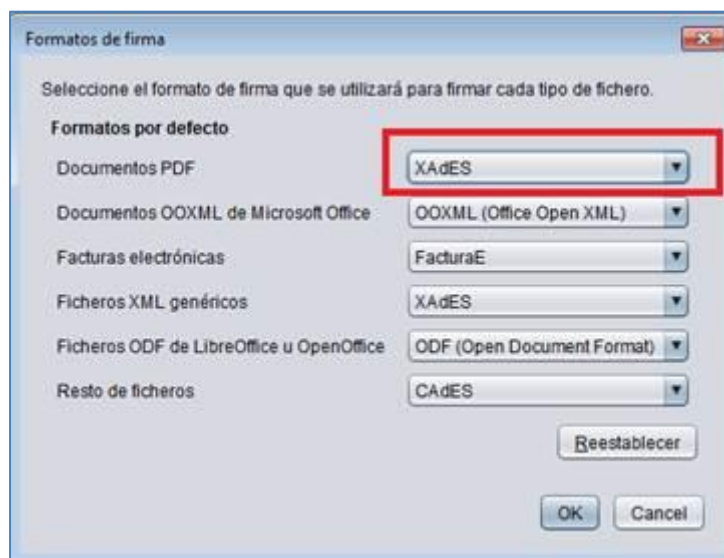 Formatos de firma
Seleccione el formato de firma que se utilizará para firmar cada tipo de fichero.
Formatos por defecto
Documentos PDF XAdES
Documentos OOXML de Microsoft Office OOXML (Office Open XML)
Facturas electrónicas FacturaE
Ficheros XML genéricos XAdES
Ficheros ODF de LibreOffice u OpenOffice ODF (Open Document Format)
Resto de ficheros CAdES
Reestablecer
OK Cancel